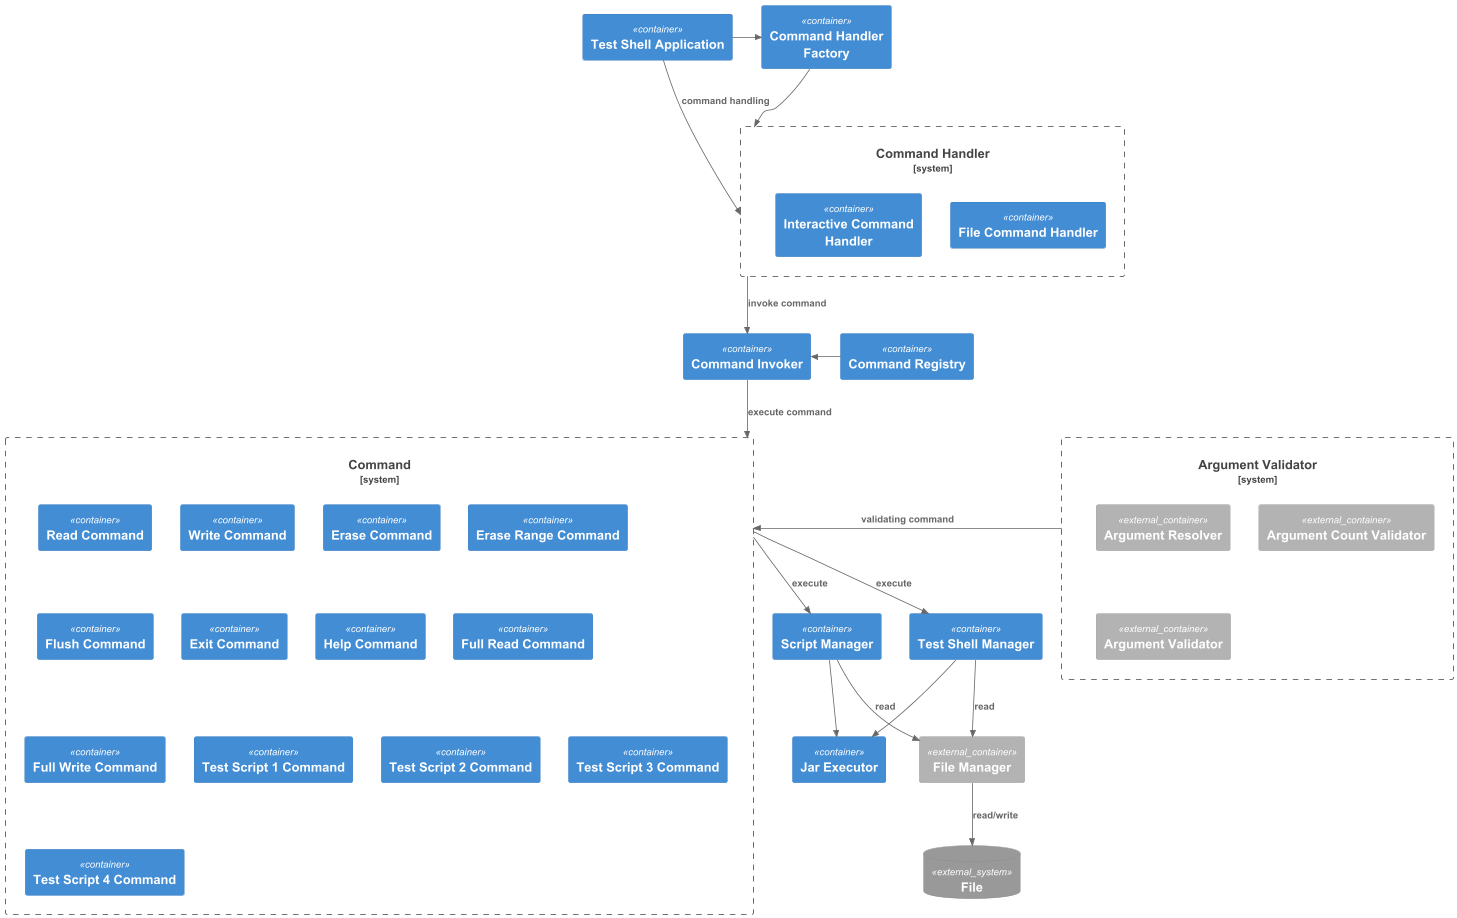 «container»
Test Shell Application
«container»
Command Handler
Factory
command handling
Command Handler
[system]
«container»
Interactive Command
Handler
«container»
File Command Handler
invoke command
«container»
Command Invoker
«container»
Command Registry
execute command
Command
[system]
«container»
Read Command
«container»
Write Command
«container»
Erase Command
«container»
Erase Range Command
«container»
Flush Command
«container»
Exit Command
«container»
Help Command
«container»
Full Read Command
«container»
Full Write Command
«container»
Test Script 1 Command
«container»
Test Script 2 Command
«container»
Test Script 3 Command
«container»
Test Script 4 Command
validating command
Argument Validator
[system]
«external_container»
Argument Resolver
«external_container»
Argument Count Validator
«external_container»
Argument Validator
execute
execute
«container»
Script Manager
«container»
Test Shell Manager
read
read
«container»
Jar Executor
«external_container»
File Manager
read/write
«external_system»
File